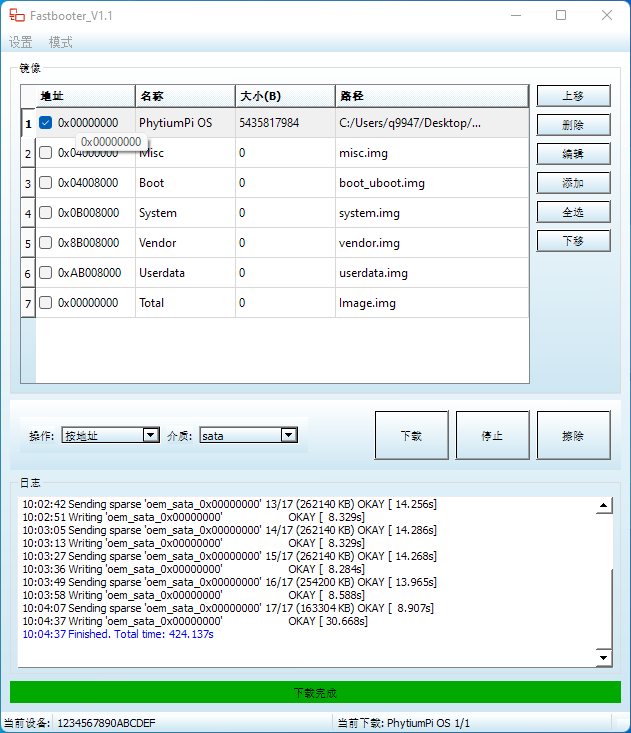 Fastbooter_V1.1
设置 模式
镜像
地址 名称 大小(B) 路径
1 0x00000000 PhytiumPi OS 5435817984 C:/Users/q9947/Desktop/...
0x00000000
2 0x04000000 Misc 0 misc.img
3 0x04008000 Boot 0 boot_uboot.img
4 0x0B008000 System 0 system.img
5 0x8B008000 Vendor 0 vendor.img
6 0xAB008000 Userdata 0 userdata.img
7 0x00000000 Total 0 Image.img
上移
删除
编辑
添加
全选
下移
操作: 按地址 介质: sata
下载 停止 擦除
日志
10:02:42 Sending sparse 'oem_sata_0x00000000' 13/17 (262140 KB) OKAY [ 14.256s]
10:02:51 Writing 'oem_sata_0x00000000' OKAY [ 8.329s]
10:03:05 Sending sparse 'oem_sata_0x00000000' 14/17 (262140 KB) OKAY [ 14.286s]
10:03:13 Writing 'oem_sata_0x00000000' OKAY [ 8.329s]
10:03:27 Sending sparse 'oem_sata_0x00000000' 15/17 (262140 KB) OKAY [ 14.268s]
10:03:36 Writing 'oem_sata_0x00000000' OKAY [ 8.284s]
10:03:49 Sending sparse 'oem_sata_0x00000000' 16/17 (254200 KB) OKAY [ 13.965s]
10:03:58 Writing 'oem_sata_0x00000000' OKAY [ 8.588s]
10:04:07 Sending sparse 'oem_sata_0x00000000' 17/17 (163304 KB) OKAY [ 8.907s]
10:04:37 Writing 'oem_sata_0x00000000' OKAY [ 30.668s]
10:04:37 Finished. Total time: 424.137s
下载完成
当前设备: 1234567890ABCDEF 当前下载: PhytiumPi OS 1/1